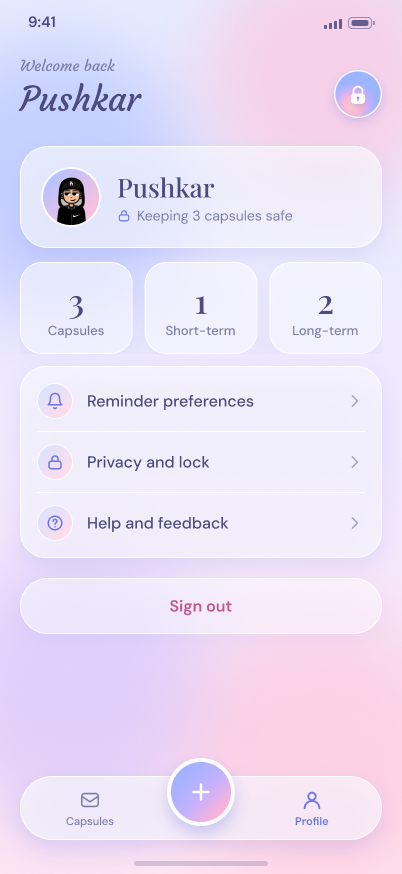 9:41
Welcome back
Pushkar
Pushkar
Keeping 3 capsules safe
3
Capsules
1
Short-term
2
Long-term
Reminder preferences
Privacy and lock
Help and feedback
Sign out
Capsules
Profile